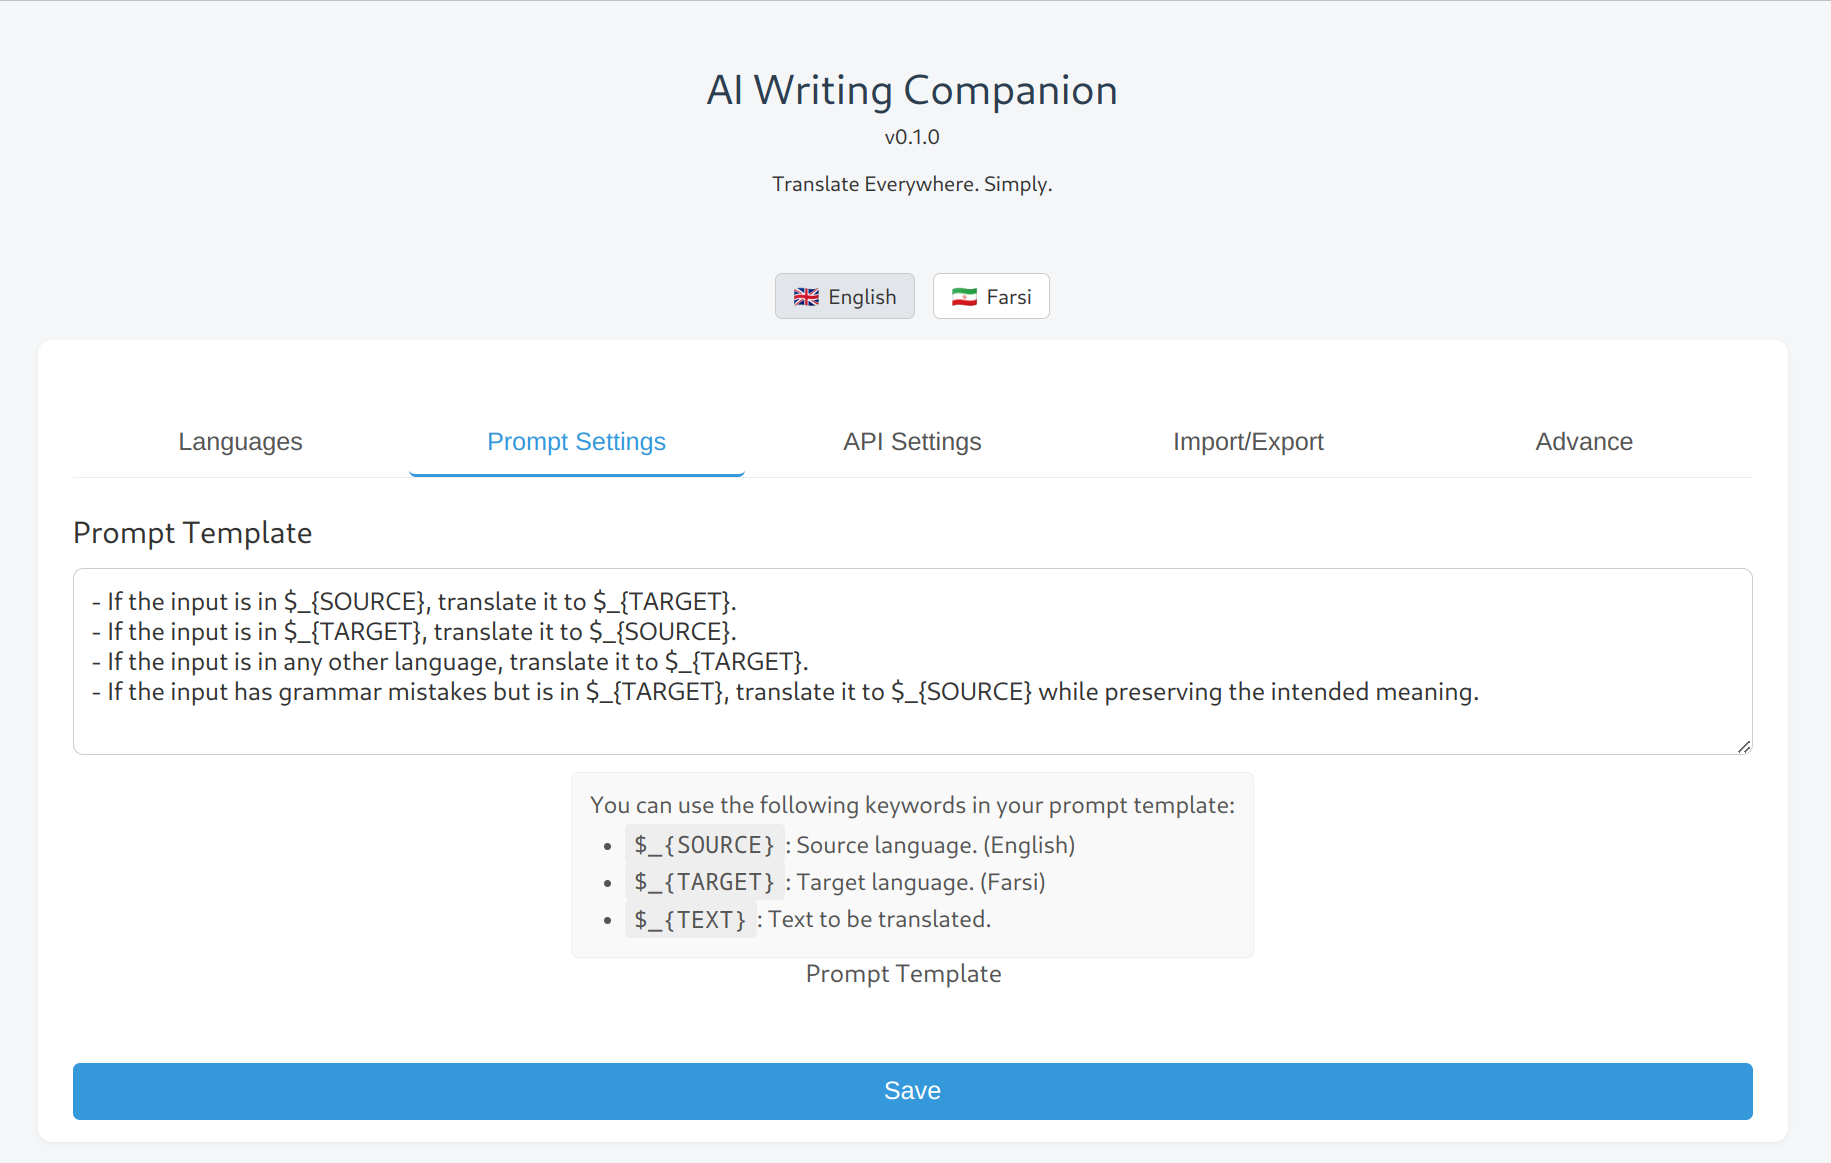 AI Writing Companion
v0.1.0
Translate Everywhere. Simply.
English Farsi
Languages Prompt Settings API Settings Import/Export Advance
Prompt Template
- If the input is in $_{SOURCE}, translate it to $_{TARGET}.
- If the input is in $_{TARGET}, translate it to $_{SOURCE}.
- If the input is in any other language, translate it to $_{TARGET}.
- If the input has grammar mistakes but is in $_{TARGET}, translate it to $_{SOURCE} while preserving the intended meaning.
You can use the following keywords in your prompt template:
• $_{SOURCE} : Source language. (English)
• $_{TARGET} : Target language. (Farsi)
• $_{TEXT} : Text to be translated.
Prompt Template
Save